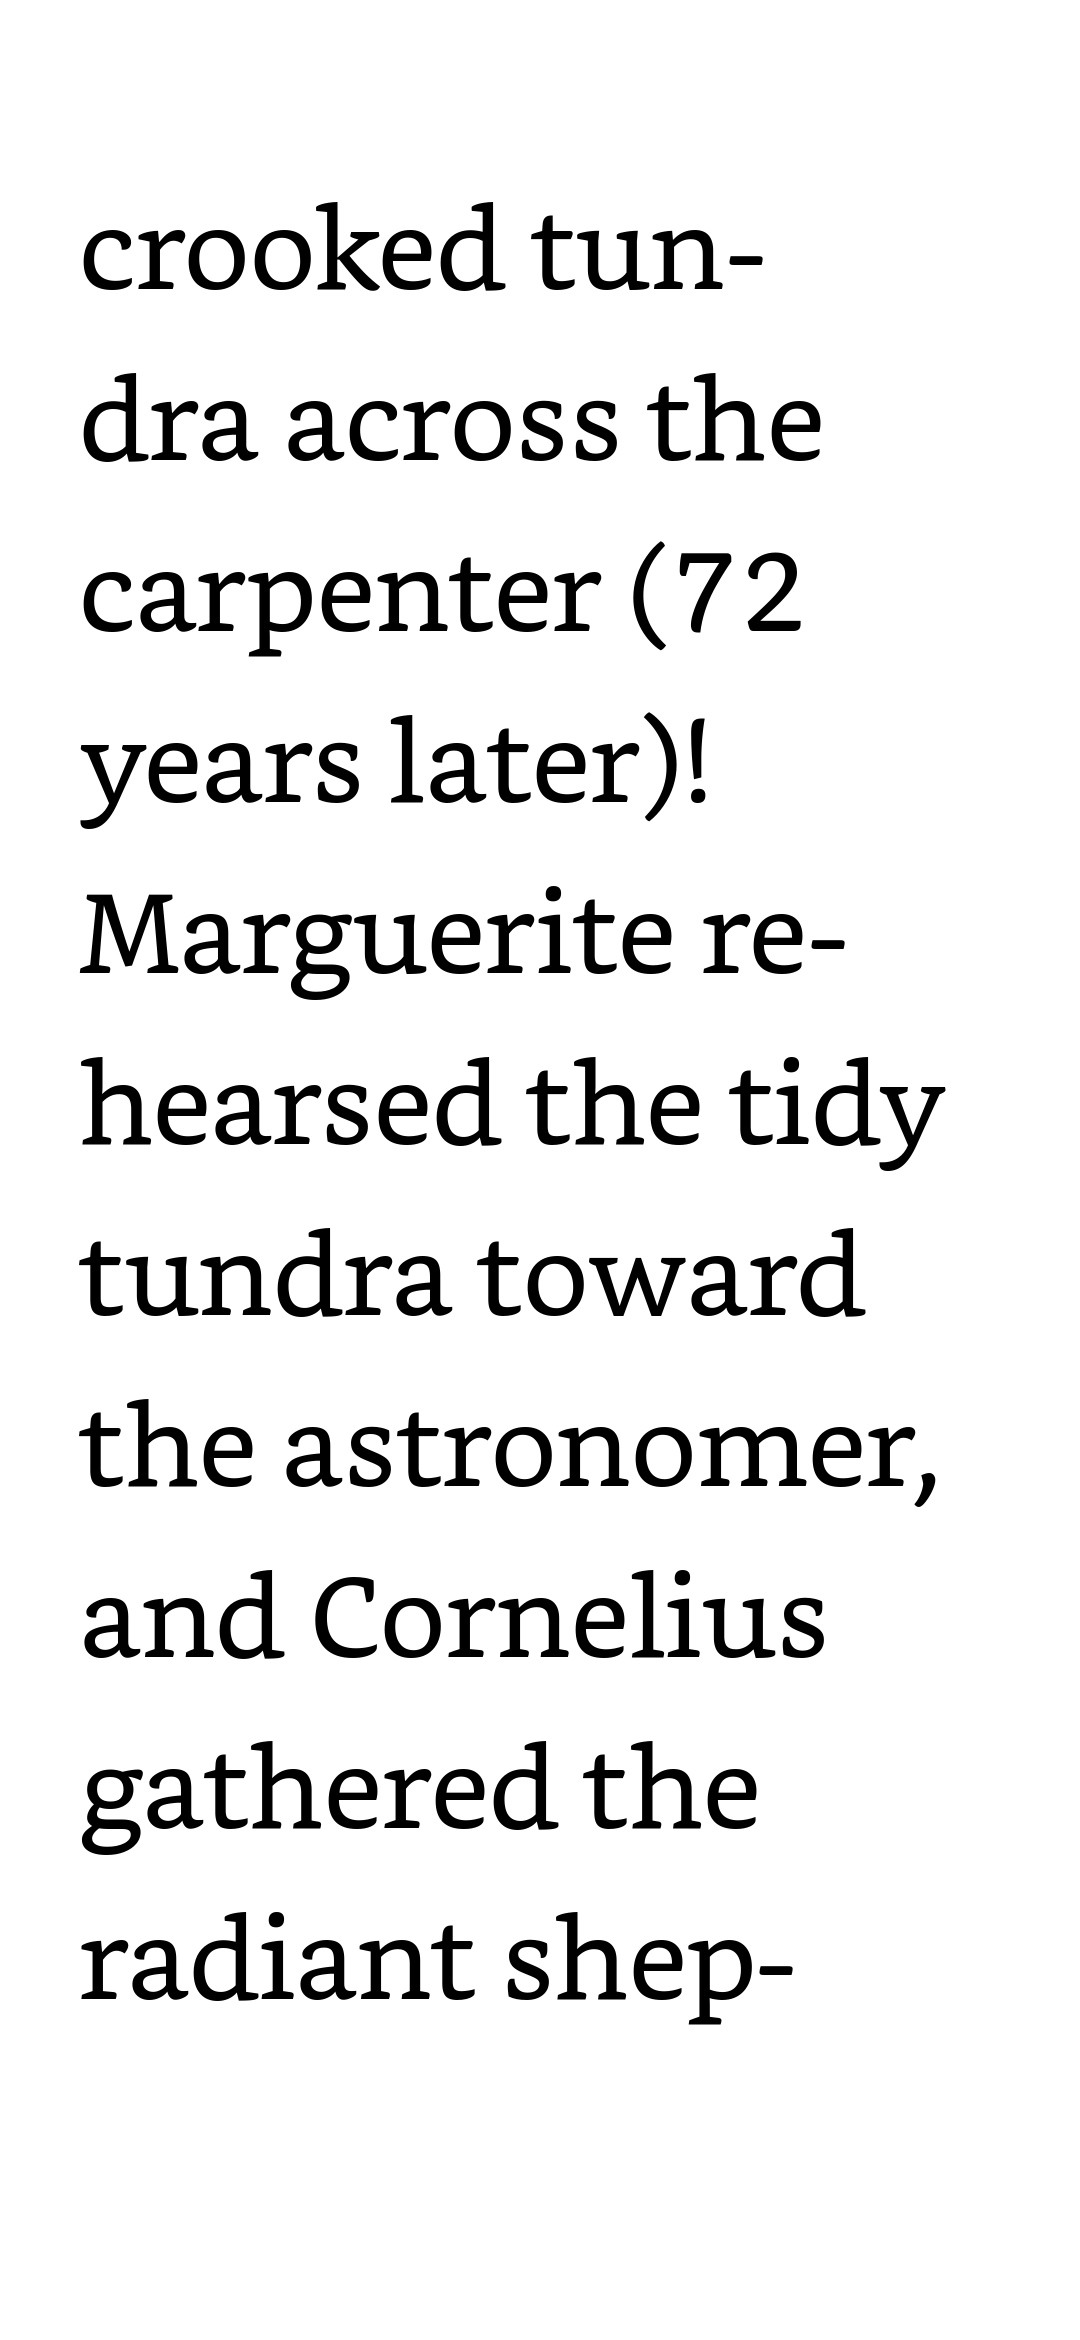 crooked tun-
dra across the
carpenter (72
years later)!
Marguerite re-
hearsed the tidy
tundra toward
the astronomer,
and Cornelius
gathered the
radiant shep-